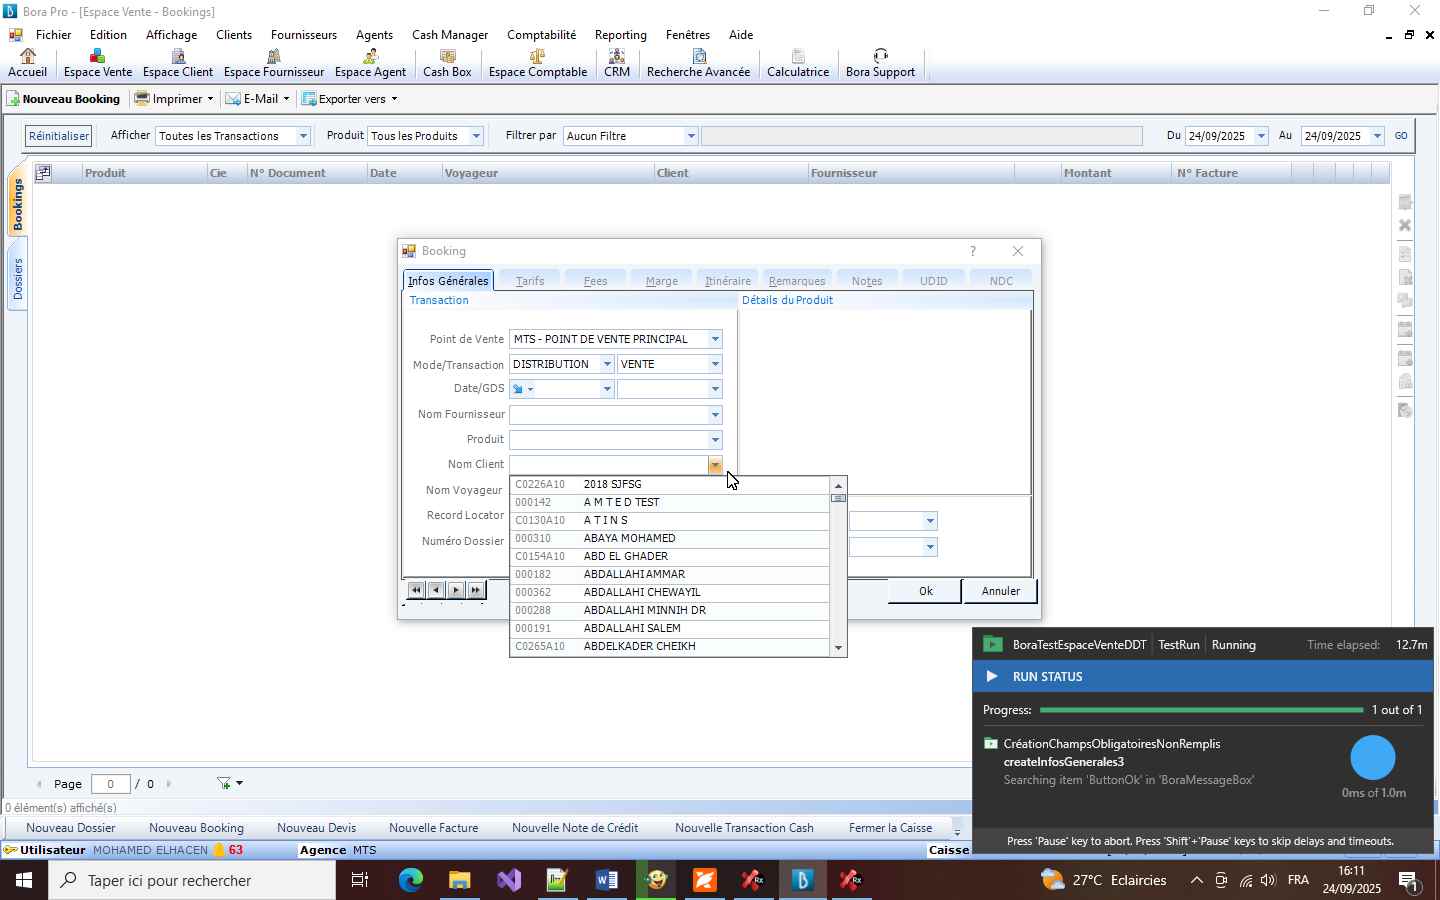 Bora Pro - [Espace Vente - Bookings]
Fichier Edition Affichage Clients Fournisseurs Agents Cash Manager Comptabilité Reporting Fenêtres Aide
Accueil Espace Vente Espace Client Espace Fournisseur Espace Agent Cash Box Espace Comptable CRM Recherche Avancée Calculatrice Bora Support
Nouveau Booking Imprimer E-Mail Exporter vers
Réinitialiser Afficher Toutes les Transactions Produit Tous les Produits Filtrer par Aucun Filtre Du 24/09/2025 Au 24/09/2025 GO
Produit Cie N° Document Date Voyageur Client Fournisseur Montant N° Facture
Bookings
Dossiers
Booking ?
Infos Générales Tarifs Fees Marge Itinéraire Remarques Notes UDID NDC
Transaction Détails du Produit
Point de Vente MTS - POINT DE VENTE PRINCIPAL
Mode/Transaction DISTRIBUTION VENTE
Date/GDS
Nom Fournisseur
Produit
Nom Client
Nom Voyageur
Record Locator
Numéro Dossier
C0226A10 2018 SJFSG
000142 A M T E D TEST
C0130A10 A T I N S
000310 ABAYA MOHAMED
C0154A10 ABD EL GHADER
000182 ABDALLAHI AMMAR
000362 ABDALLAHI CHEWAYIL
000288 ABDALLAHI MINNIH DR
000191 ABDALLAHI SALEM
C0265A10 ABDELKADER CHEIKH
Ok Annuler
BoraTestEspaceVenteDDT TestRun Running Time elapsed: 12.7m
RUN STATUS
Progress: 1 out of 1
CréationChampsObligatoiresNonRemplis
createInfosGenerales3
Searching item 'ButtonOk' in 'BoraMessageBox'
0ms of 1.0m
Press 'Pause' key to abort. Press 'Shift'+'Pause' keys to skip delays and timeouts.
Page 0 / 0
0 élément(s) affiché(s)
Nouveau Dossier Nouveau Booking Nouveau Devis Nouvelle Facture Nouvelle Note de Crédit Nouvelle Transaction Cash Fermer la Caisse
Utilisateur MOHAMED ELHACEN 63 Agence MTS Caisse
Taper ici pour rechercher
27°C Eclaircies FRA 16:11
24/09/2025
1